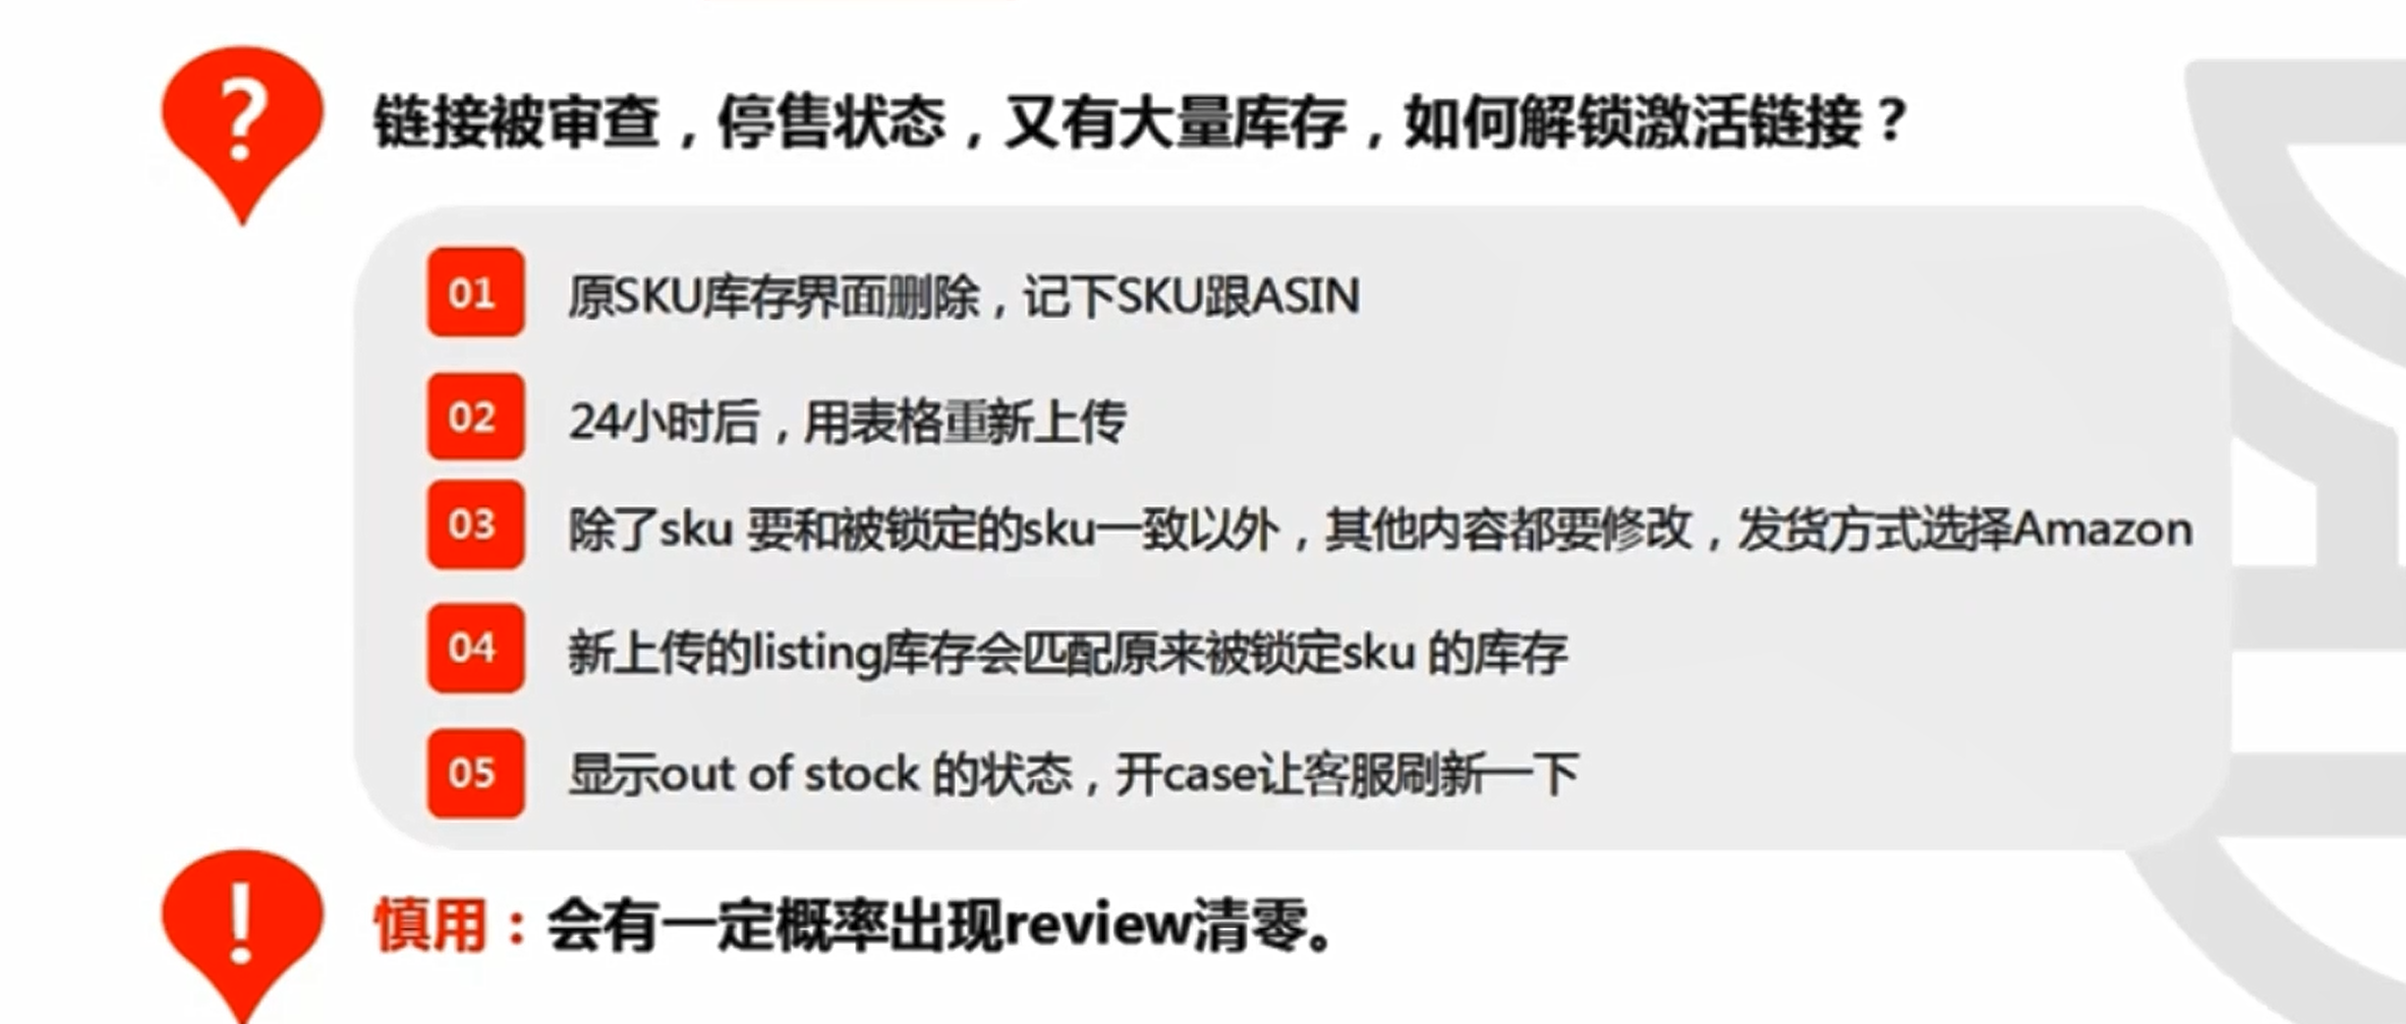 ?
链接被审查，停售状态，又有大量库存，如何解锁激活链接？
01 原SKU库存界面删除，记下SKU跟ASIN
02 24小时后，用表格重新上传
03 除了sku 要和被锁定的sku一致以外，其他内容都要修改，发货方式选择Amazon
04 新上传的listing库存会匹配原来被锁定sku 的库存
05 显示out of stock 的状态，开case让客服刷新一下
!
慎用：会有一定概率出现review清零。